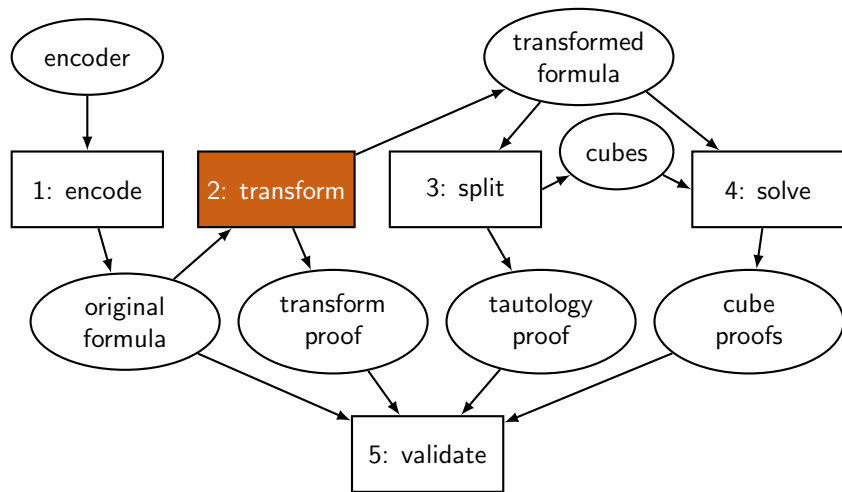 encoder
transformed
formula
cubes
1: encode
2: transform
3: split
4: solve
original
formula
transform
proof
tautology
proof
cube
proofs
5: validate